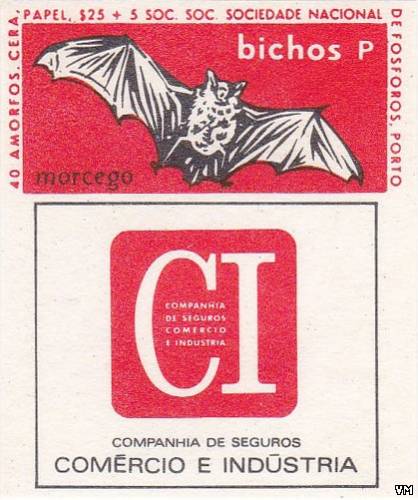 40 AMORFOS, CERA,
PAPEL, $25 + 5 SOC. SOC. SOCIEDADE NACIONAL
DE FOSFOROS, PORTO
bichos P
morcego
CI
COMPANHIA
DE SEGUROS
COMERCIO
E INDUSTRIA
COMPANHIA DE SEGUROS
COMÉRCIO E INDÚSTRIA
VM